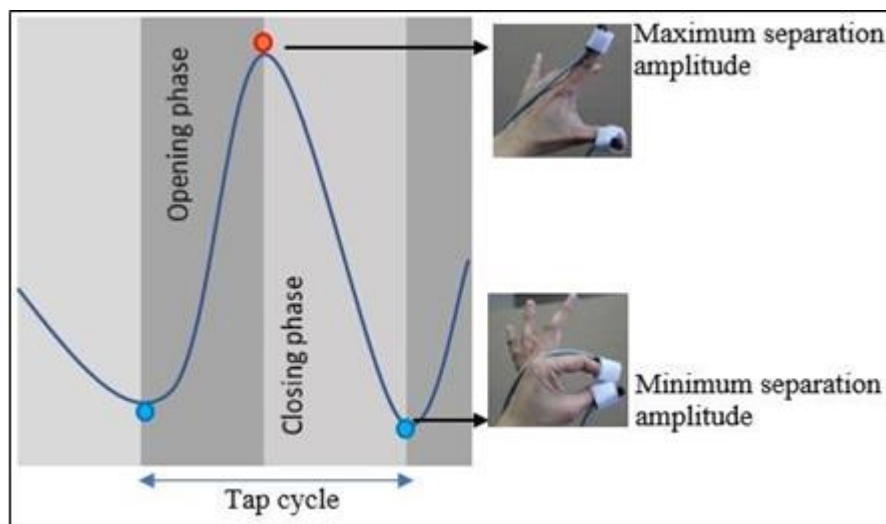 Opening phase
Closing phase
Tap cycle
Maximum separation
amplitude
Minimum separation
amplitude